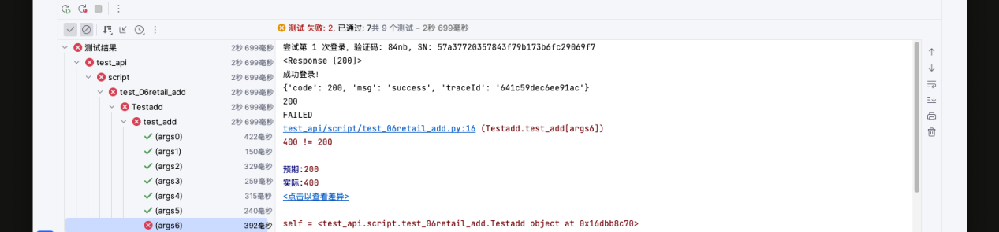 测试 失败: 2, 已通过: 7共 9 个测试 – 2秒 699毫秒
测试结果 2秒 699毫秒
test_api 2秒 699毫秒
script 2秒 699毫秒
test_06retail_add 2秒 699毫秒
Testadd 2秒 699毫秒
test_add 2秒 699毫秒
(args0) 422毫秒
(args1) 150毫秒
(args2) 329毫秒
(args3) 259毫秒
(args4) 315毫秒
(args5) 240毫秒
(args6) 392毫秒
尝试第 1 次登录，验证码: 84nb, SN: 57a37720357843f79b173b6fc29069f7
<Response [200]>
成功登录!
{'code': 200, 'msg': 'success', 'traceId': '641c59dec6ee91ac'}
200
FAILED
test_api/script/test_06retail_add.py:16 (Testadd.test_add[args6])
400 != 200
预期:200
实际:400
<点击以查看差异>
self = <test_api.script.test_06retail_add.Testadd object at 0x16dbb8c70>